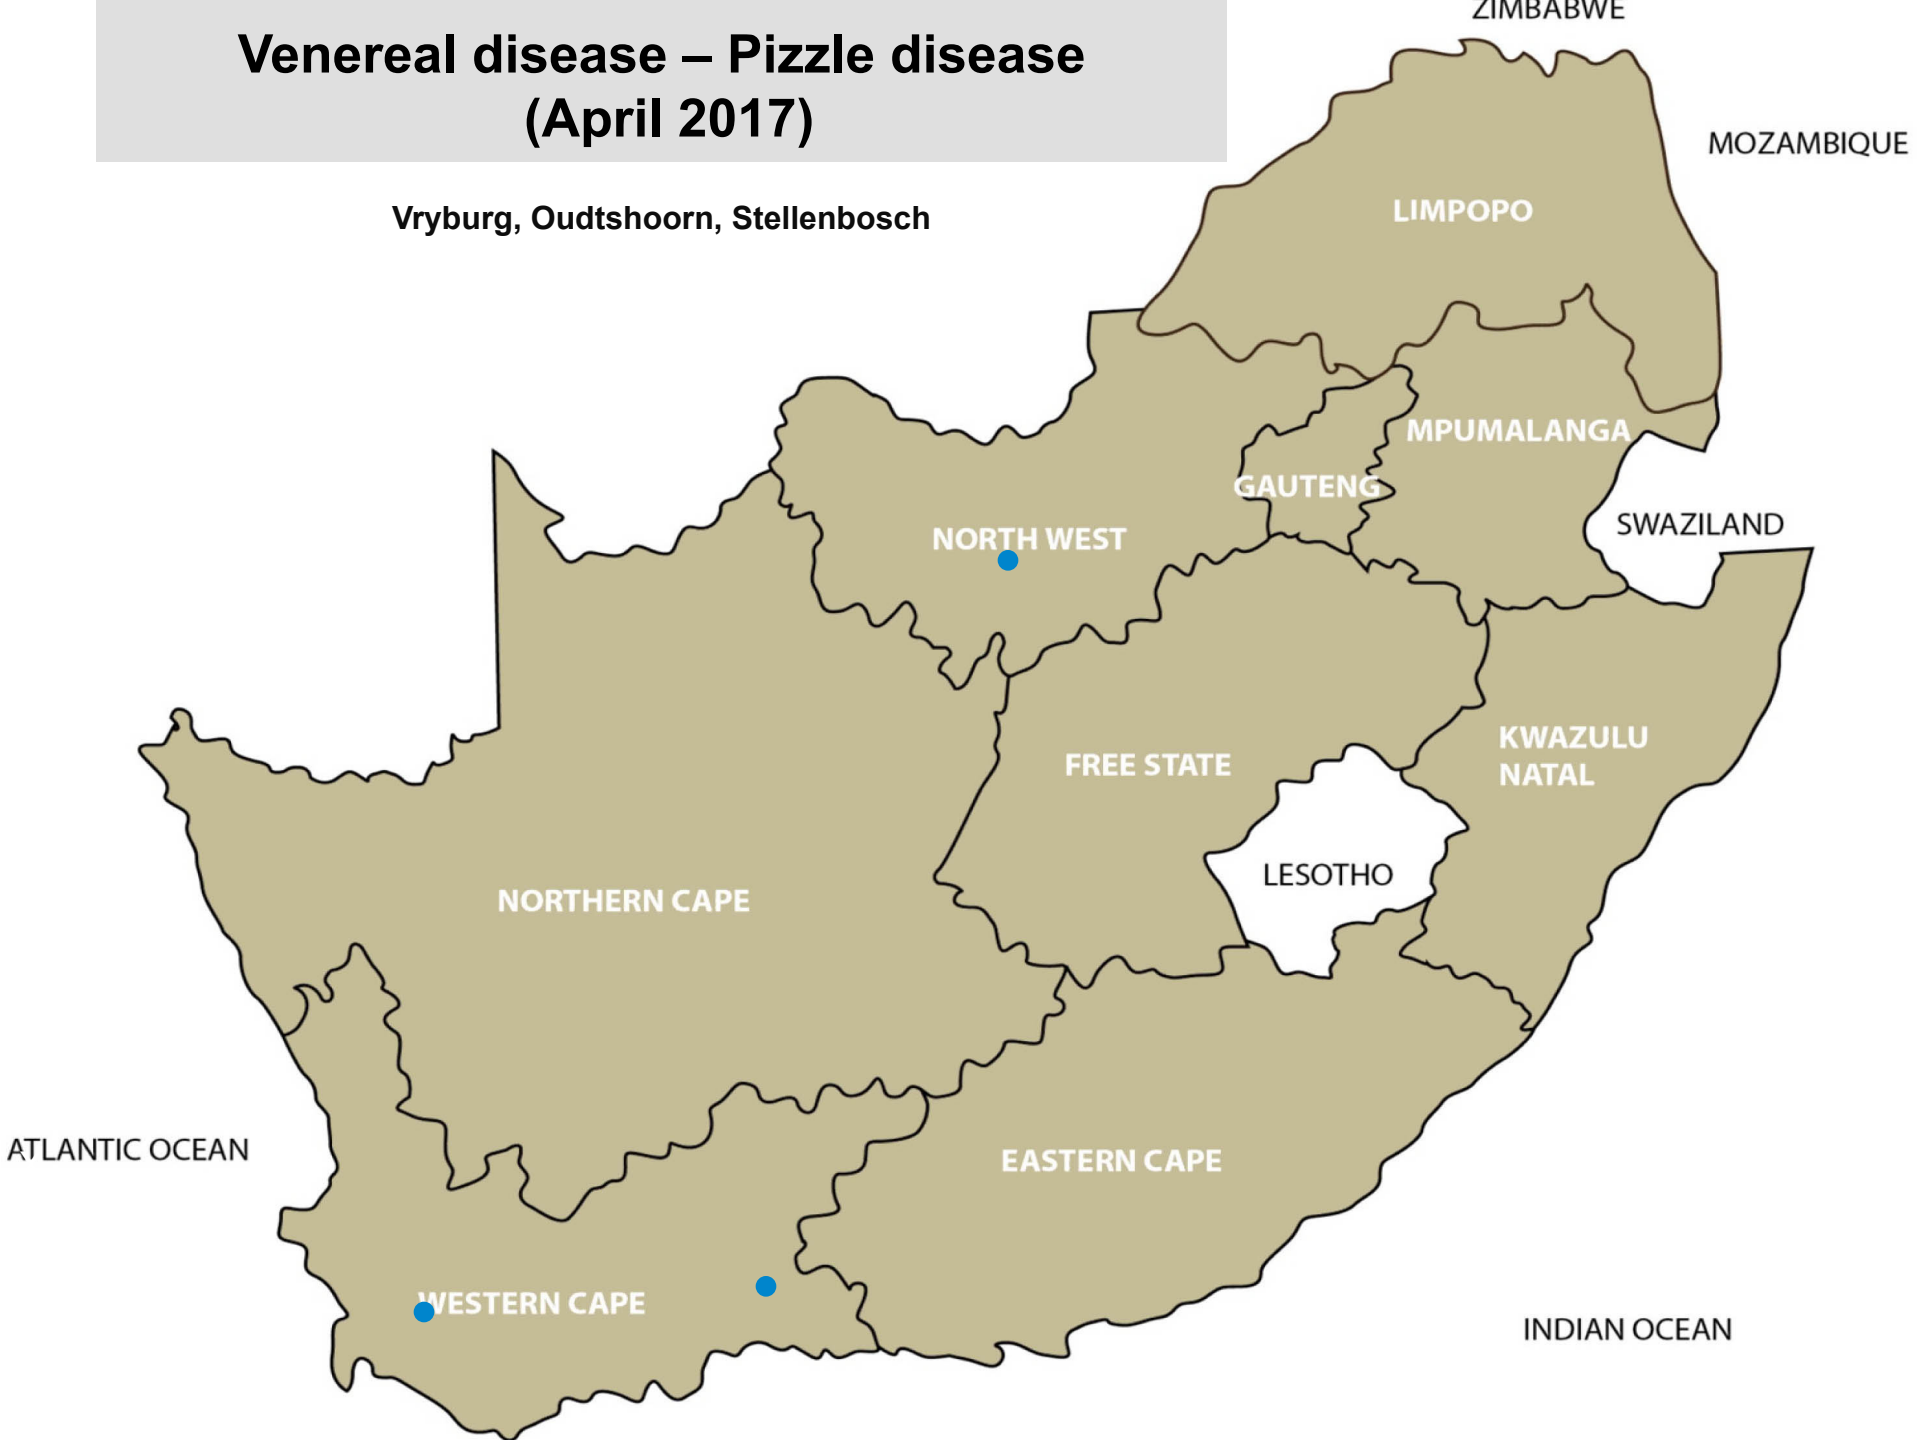 Venereal disease – Pizzle disease
(April 2017)
Vryburg, Oudtshoorn, Stellenbosch
ZIMBABWE
MOZAMBIQUE
LIMPOPO
MPUMALANGA
GAUTENG
SWAZILAND
NORTH WEST
KWAZULU
NATAL
FREE STATE
LESOTHO
NORTHERN CAPE
ATLANTIC OCEAN
EASTERN CAPE
WESTERN CAPE
INDIAN OCEAN